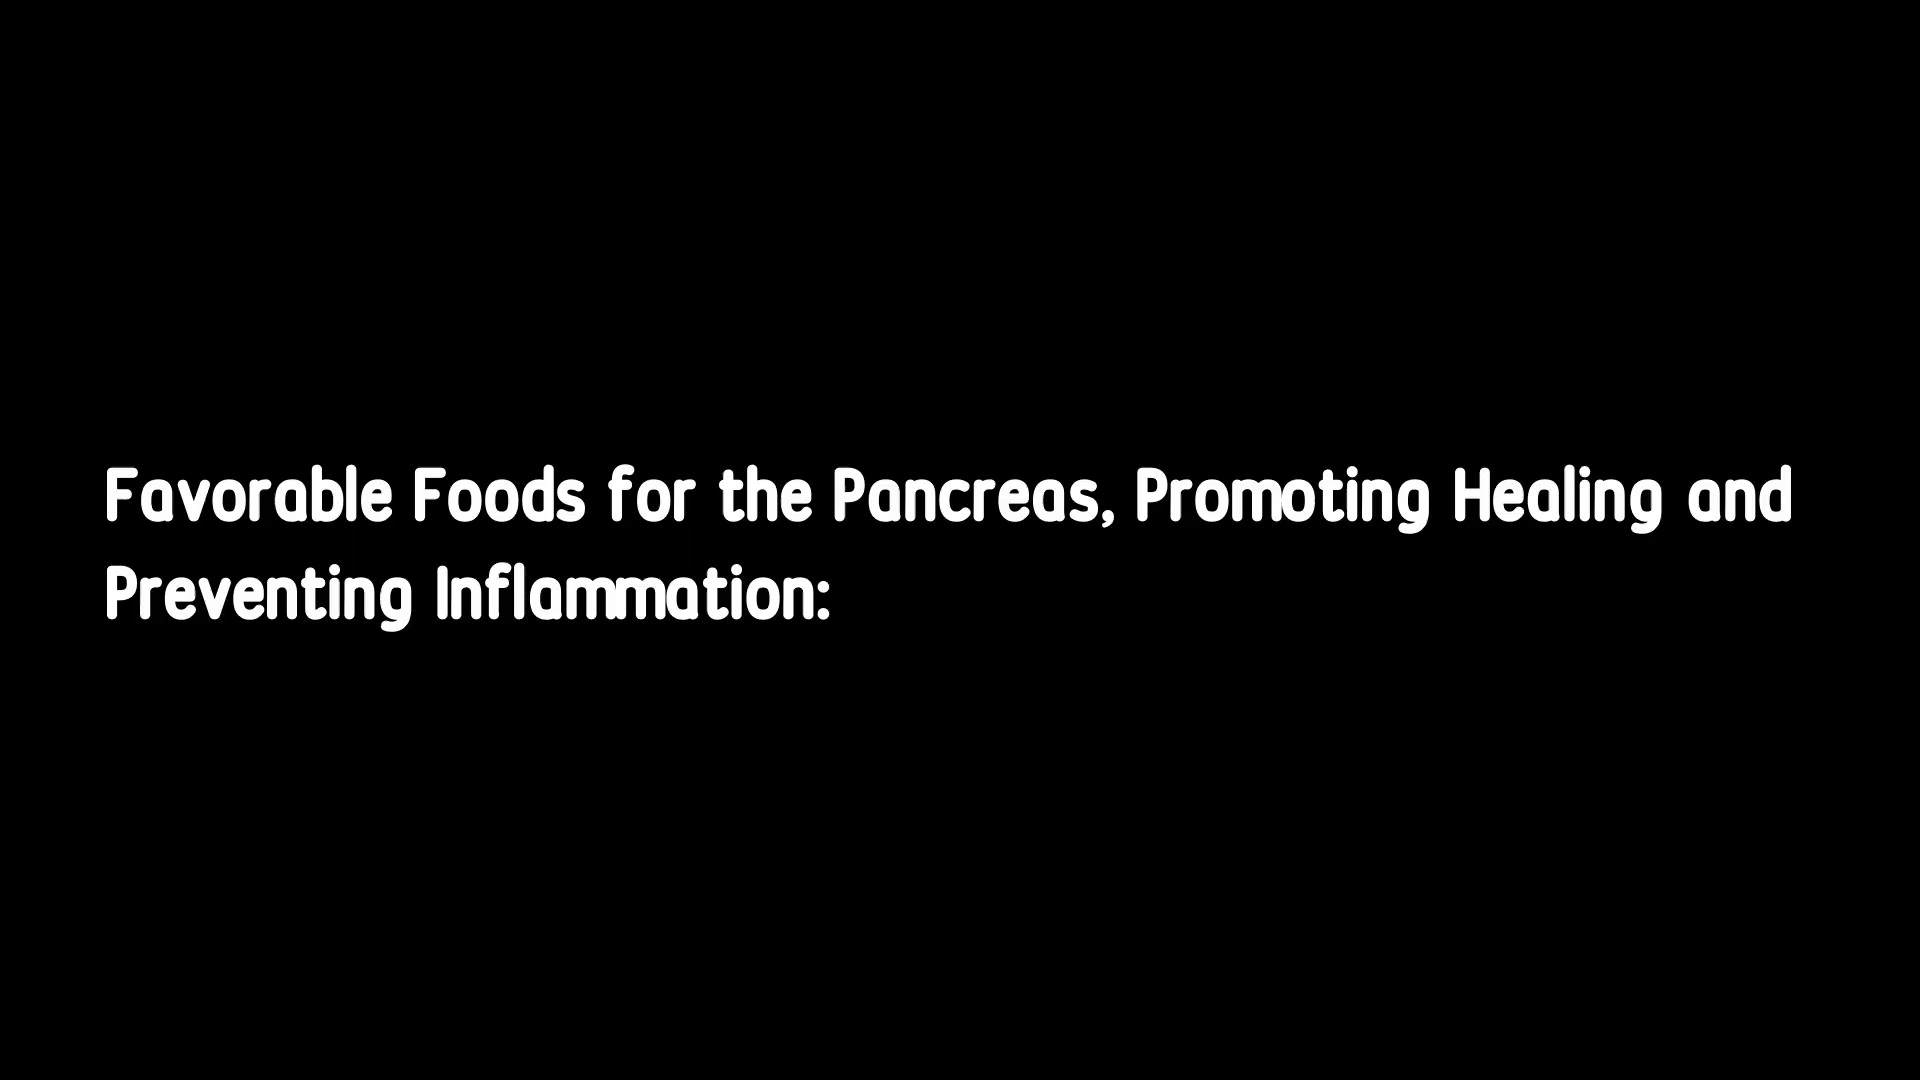 Favorable Foods for the Pancreas, Promoting Healing and
Preventing Inflammation: